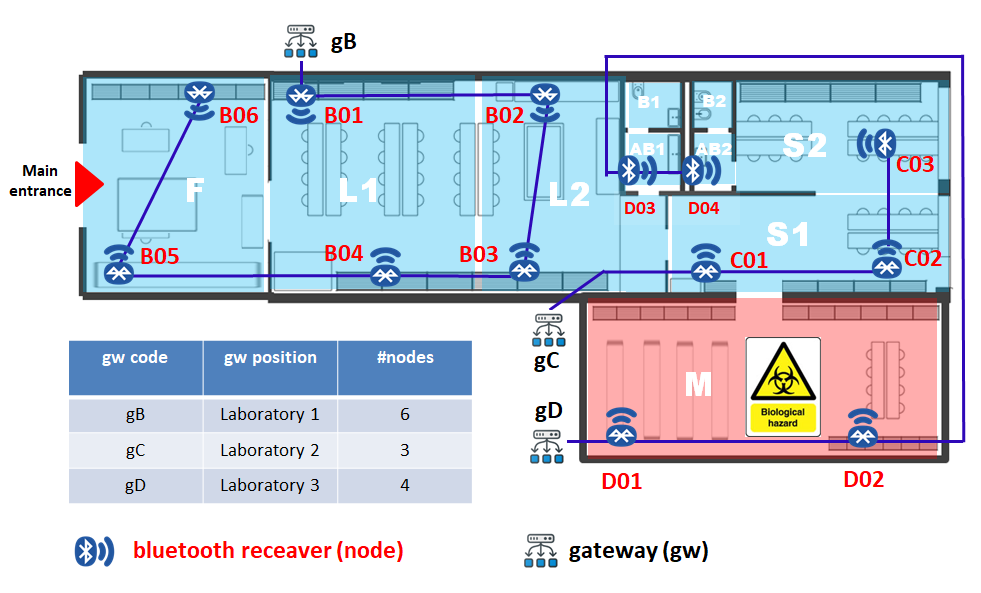 gB
B06
B01
B02
B1
B2
AB1
AB2
S2
C03
Main
entrance
F
L1
L2
D03
D04
S1
B05
B04
B03
C01
C02
gC
M
Biological
hazard
gD
D01
D02
gw code gw position #nodes
gB Laboratory 1 6
gC Laboratory 2 3
gD Laboratory 3 4
bluetooth receaver (node)
gateway (gw)